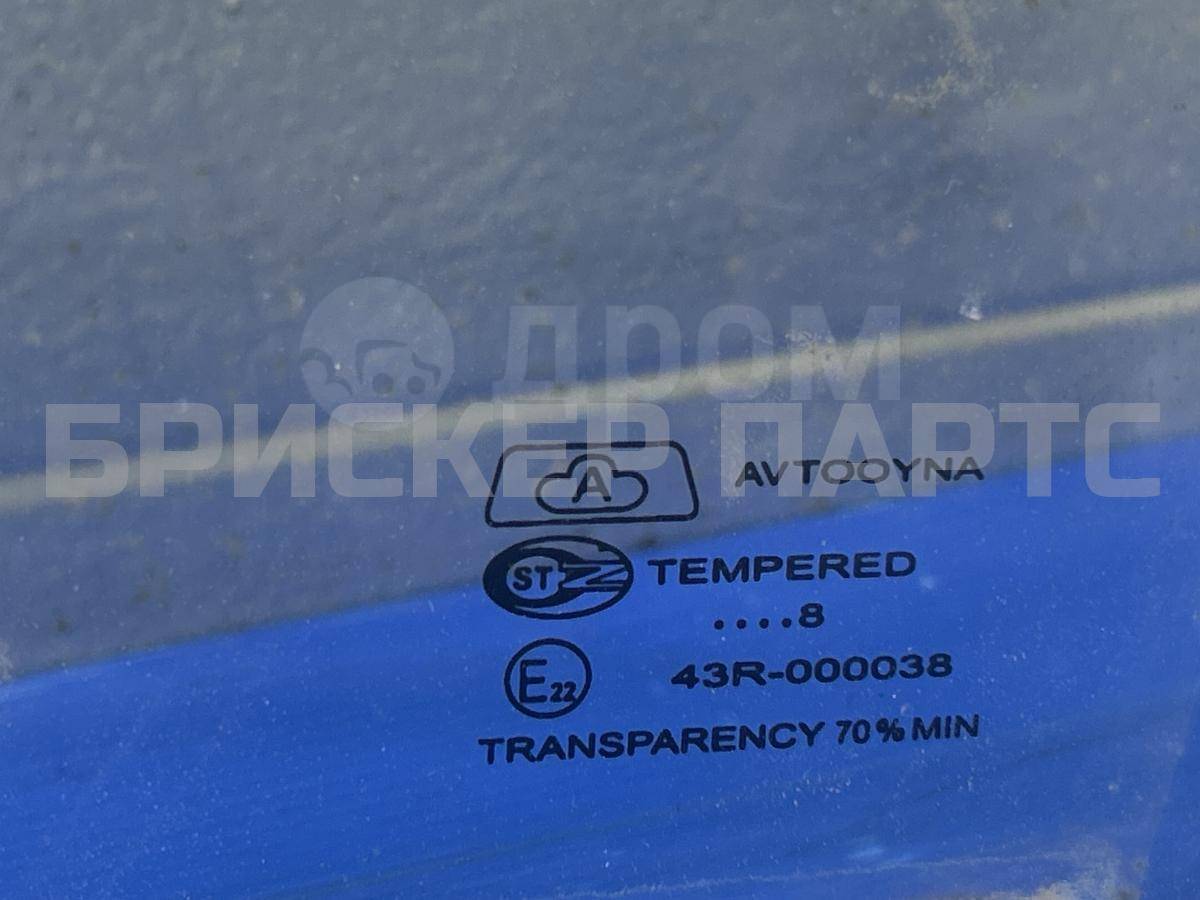 ДРОМ
БРИСКЕР ПАРТС
A AVTOOYNA
ST TEMPERED
....8
E22 43R-000038
TRANSPARENCY 70% MIN